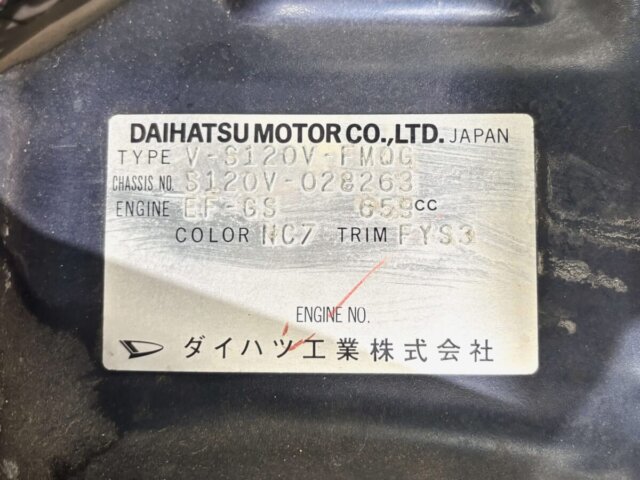 DAIHATSU MOTOR CO.,LTD. JAPAN
TYPE V-S120V-FMQG
CHASSIS NO. S120V-028263
ENGINE EF-GS 659CC
COLOR NC7 TRIM FYS3
ENGINE NO.
ダイハツ工業株式会社